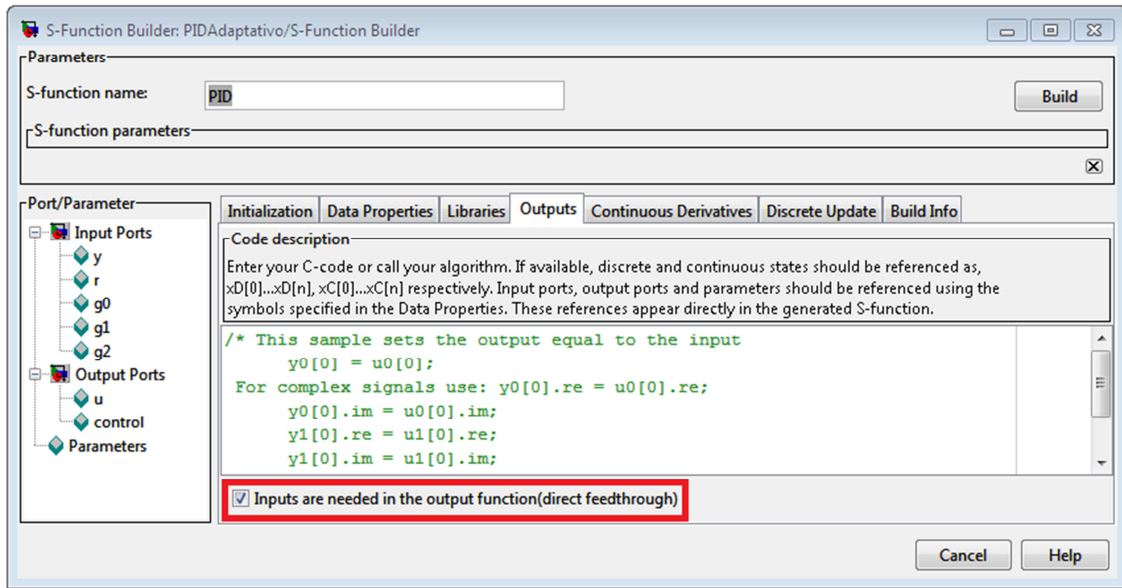 S-Function Builder: PIDAdaptativo/S-Function Builder
Parameters
S-function name:
PID
Build
S-function parameters
Port/Parameter
Input Ports
y
r
g0
g1
g2
Output Ports
u
control
Parameters
Initialization
Data Properties
Libraries
Outputs
Continuous Derivatives
Discrete Update
Build Info
Code description
Enter your C-code or call your algorithm. If available, discrete and continuous states should be referenced as,
xD[0]...xD[n], xC[0]...xC[n] respectively. Input ports, output ports and parameters should be referenced using the
symbols specified in the Data Properties. These references appear directly in the generated S-function.
/* This sample sets the output equal to the input
y0[0] = u0[0];
For complex signals use: y0[0].re = u0[0].re;
y0[0].im = u0[0].im;
y1[0].re = u1[0].re;
y1[0].im = u1[0].im;
Inputs are needed in the output function(direct feedthrough)
Cancel
Help